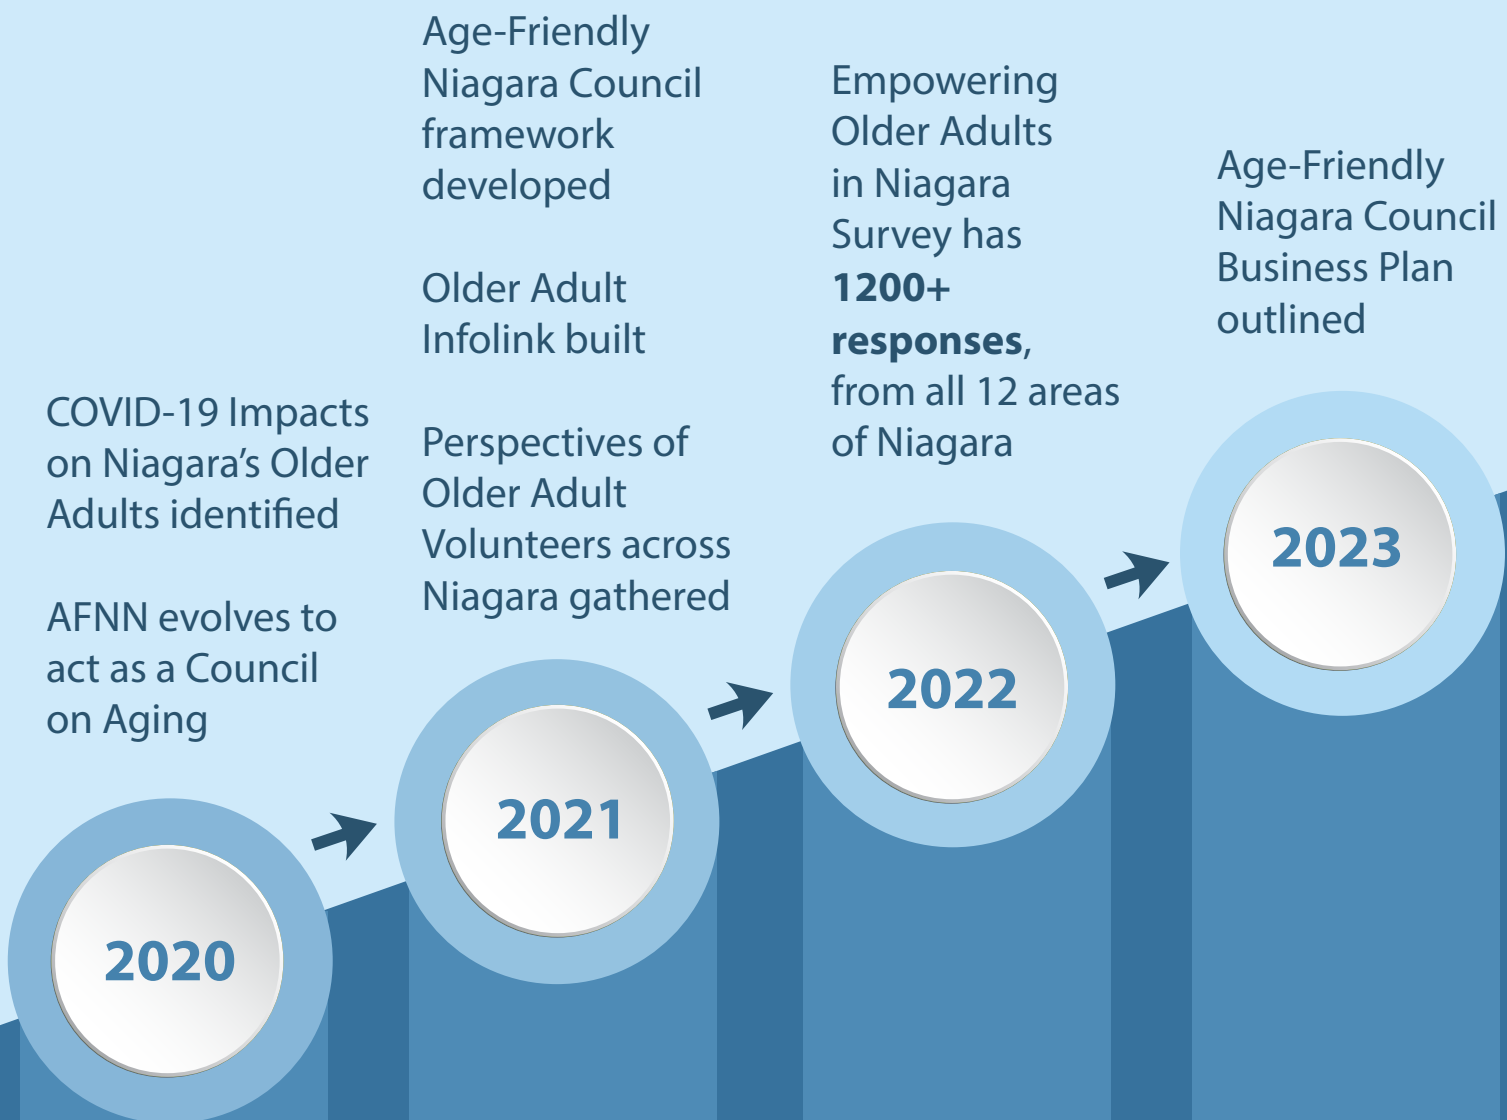 COVID-19 Impacts
on Niagara's Older
Adults identified
AFNN evolves to
act as a Council
on Aging
2020
Age-Friendly
Niagara Council
framework
developed
Older Adult
Infolink built
Perspectives of
Older Adult
Volunteers across
Niagara gathered
2021
Empowering
Older Adults
in Niagara
Survey has
1200+
responses,
from all 12 areas
of Niagara
2022
Age-Friendly
Niagara Council
Business Plan
outlined
2023